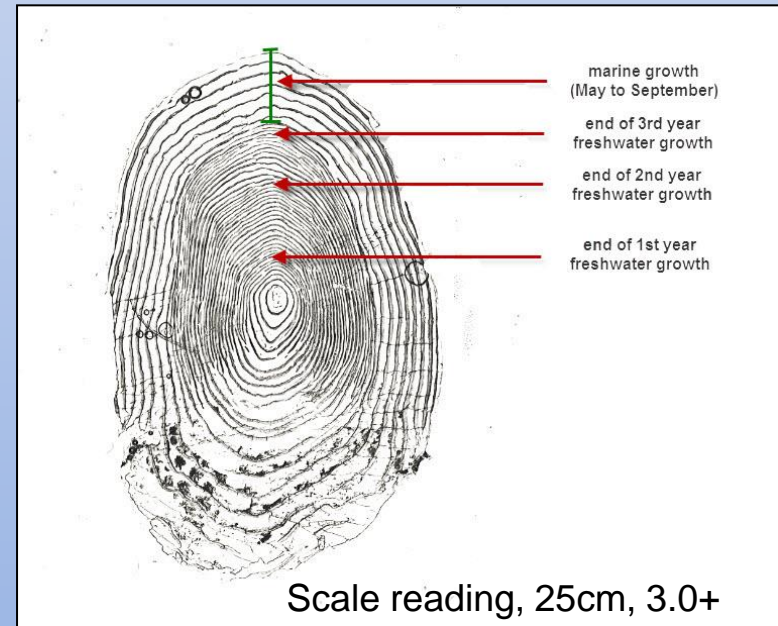 marine growth
(May to September)
end of 3rd year
freshwater growth
end of 2nd year
freshwater growth
end of 1st year
freshwater growth
Scale reading, 25cm, 3.0+